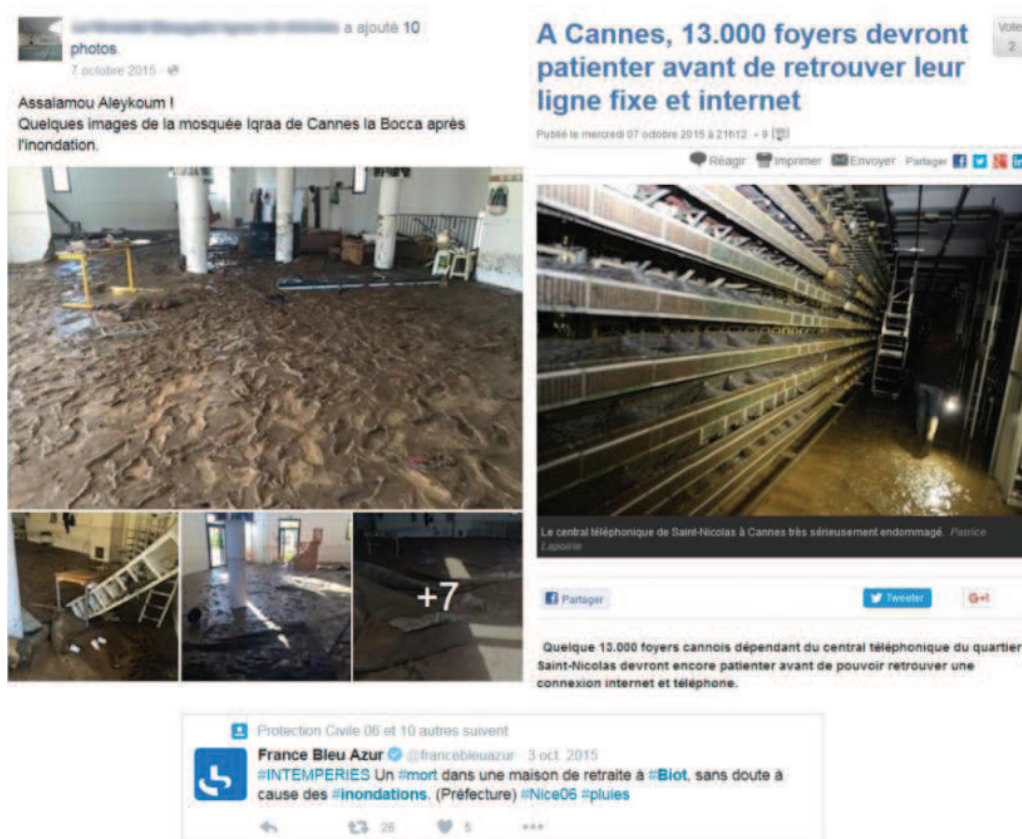 a ajouté 10
photos.
7 octobre 2015
Assalamou Aleykoum !
Quelques images de la mosquée Iqraa de Cannes la Bocca après
l'inondation.
+7
A Cannes, 13.000 foyers devront
patienter avant de retrouver leur
ligne fixe et internet
Vote
2
Publié le mercredi 07 octobre 2015 à 21h12 - 9
Réagir Imprimer Envoyer Partager
Le central téléphonique de Saint-Nicolas à Cannes très sérieusement endommagé. Patrice
Lapoirie
Partager Tweeter G+1
Quelque 13.000 foyers cannois dépendant du central téléphonique du quartier
Saint-Nicolas devront encore patienter avant de pouvoir retrouver une
connexion internet et téléphone.
Protection Civile 06 et 10 autres suivent
France Bleu Azur @francebleuazur 3 oct. 2015
#INTEMPERIES Un #mort dans une maison de retraite à #Biot, sans doute à
cause des #inondations. (Préfecture) #Nice06 #pluies
26 5